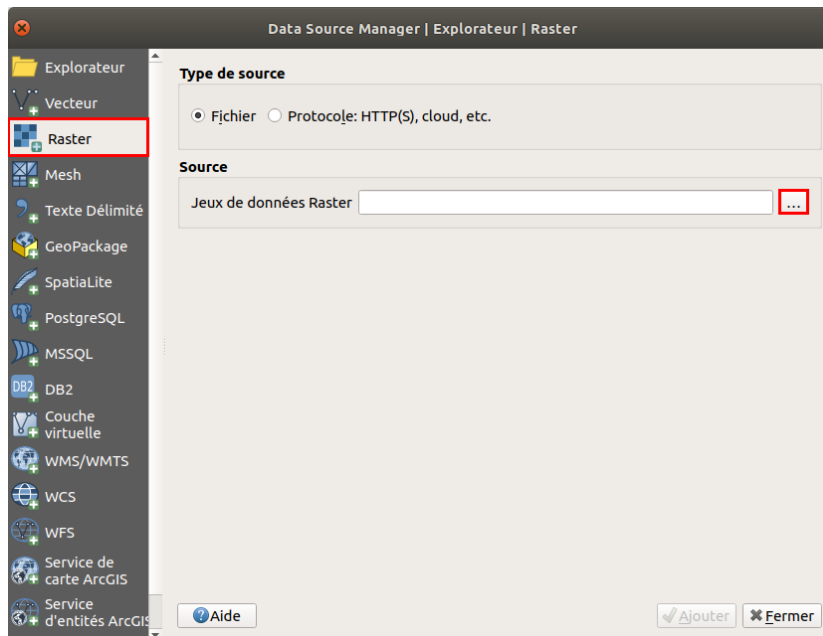 Data Source Manager | Explorateur | Raster
Explorateur
Vecteur
Raster
Mesh
Texte Délimité
GeoPackage
SpatiaLite
PostgreSQL
MSSQL
DB2
DB2
Couche
virtuelle
WMS/WMTS
WCS
WFS
Service de
carte ArcGIS
Service
d'entités ArcGIS
Type de source
Fichier
Protocole: HTTP(S), cloud, etc.
Source
Jeux de données Raster
...
Aide
Ajouter
Fermer